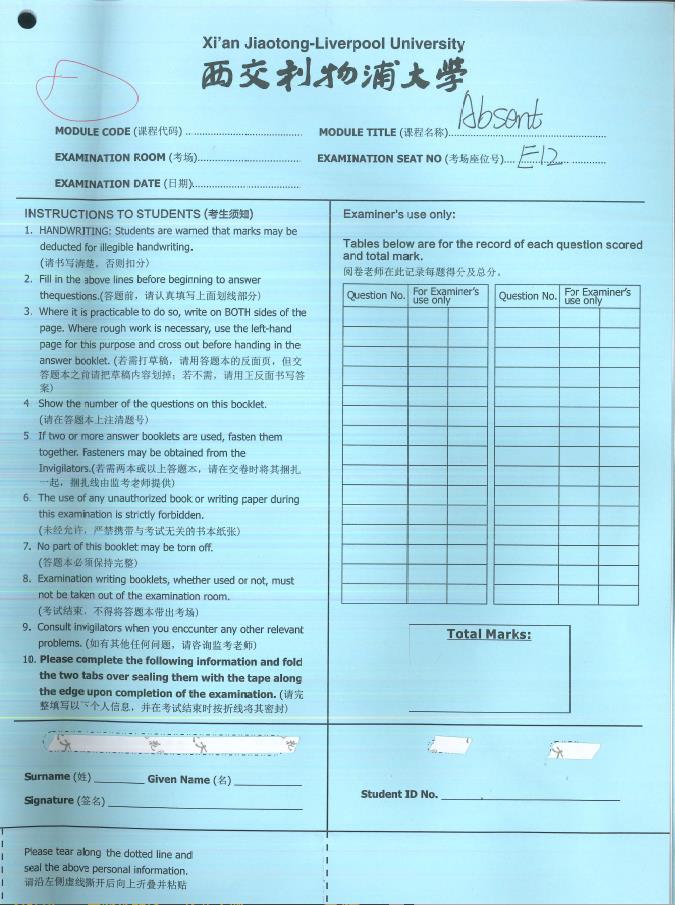 Xi'an Jiaotong-Liverpool University
西交利物浦大学
MODULE CODE (课程代码)
MODULE TITLE (课程名称) Absent
EXAMINATION ROOM (考场)
EXAMINATION SEAT NO (考场座位号) E12
EXAMINATION DATE (日期)
INSTRUCTIONS TO STUDENTS (考生须知)
1. HANDWRITING: Students are warned that marks may be
deducted for illegible handwriting.
(请书写清楚，否则扣分)
2. Fill in the above lines before beginning to answer
thequestions.(答题前，请认真填写上面划线部分)
3. Where it is practicable to do so, write on BOTH sides of the
page. Where rough work is necessary, use the left-hand
page for this purpose and cross out before handing in the
answer booklet. (若需打草稿，请用答题本的反面页，但交
答题本之前请把草稿内容划掉；若不需，请用正反面书写答
案)
4 Show the number of the questions on this booklet.
(请在答题本上注清题号)
5. If two or more answer booklets are used, fasten them
together. Fasteners may be obtained from the
Invigilators.(若需两本或以上答题本，请在交卷时将其捆扎
一起，捆扎线由监考老师提供)
6. The use of any unauthorized book or writing paper during
this examination is strictly forbidden.
(未经允许，严禁携带与考试无关的书本纸张)
7. No part of this booklet may be torn off.
(答题本必须保持完整)
8. Examination writing booklets, whether used or not, must
not be taken out of the examination room.
(考试结束，不得将答题本带出考场)
9. Consult invigilators when you encounter any other relevant
problems. (如有其他任何问题，请咨询监考老师)
10. Please complete the following information and fold
the two tabs over sealing them with the tape along
the edge upon completion of the examination. (请完
整填写以下个人信息，并在考试结束时按折线将其密封)
Examiner's use only:
Tables below are for the record of each question scored
and total mark.
阅卷老师在此记录每题得分及总分。
Question No. For Examiner's use only Question No. For Examiner's use only
Total Marks:
Surname (姓) Given Name (名)
Signature (签名)
Student ID No.
Please tear along the dotted line and
seal the above personal information.
请沿左侧虚线撕开后向上折叠并粘贴